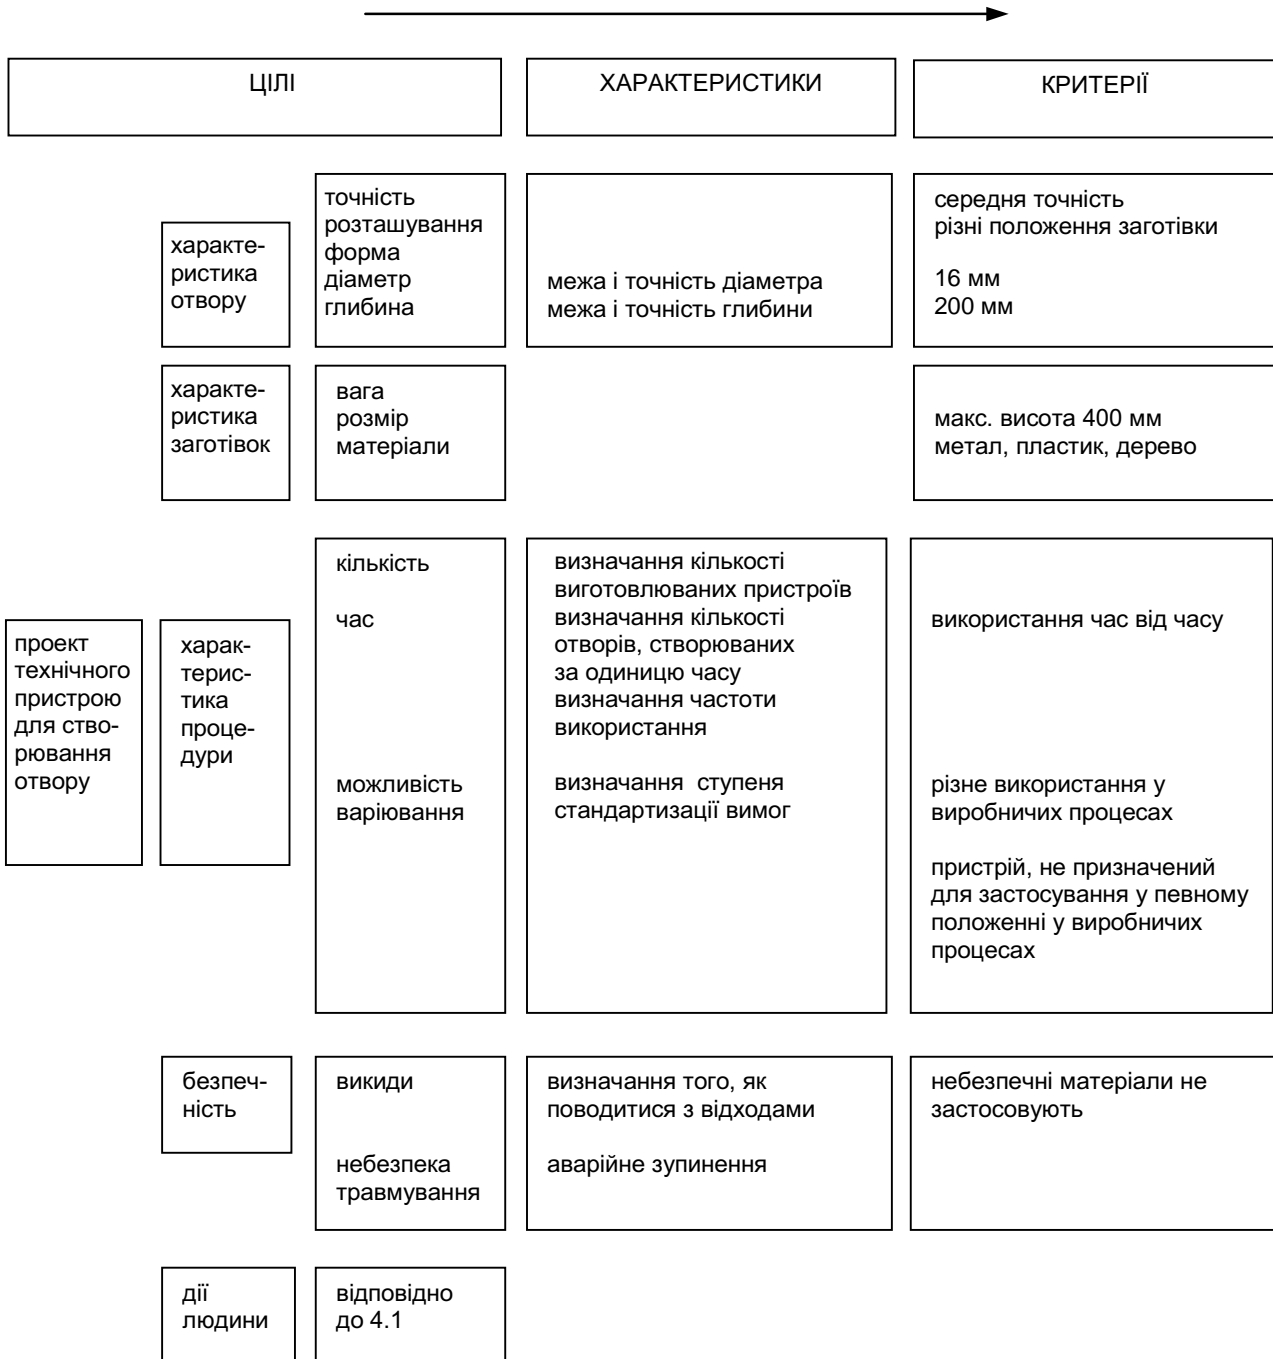 ЦІЛІ
ХАРАКТЕРИСТИКИ
КРИТЕРІЇ
характе-
ристика
отвору
точність
розташування
форма
діаметр
глибина
межа і точність діаметра
межа і точність глибини
середня точність
різні положення заготівки
16 мм
200 мм
характе-
ристика
заготівок
вага
розмір
матеріали
макс. висота 400 мм
метал, пластик, дерево
проект
технічного
пристрою
для ство-
рювання
отвору
харак-
терис-
тика
проце-
дури
кількість
час
можливість
варіювання
визначання кількості
виготовлюваних пристроїв
визначання кількості
отворів, створюваних
за одиницю часу
визначання частоти
використання
визначання ступеня
стандартизації вимог
використання час від часу
різне використання у
виробничих процесах
пристрій, не призначений
для застосування у певному
положенні у виробничих
процесах
безпеч-
ність
викиди
небезпека
травмування
визначання того, як
поводитися з відходами
аварійне зупинення
небезпечні матеріали не
застосовують
дії
людини
відповідно
до 4.1